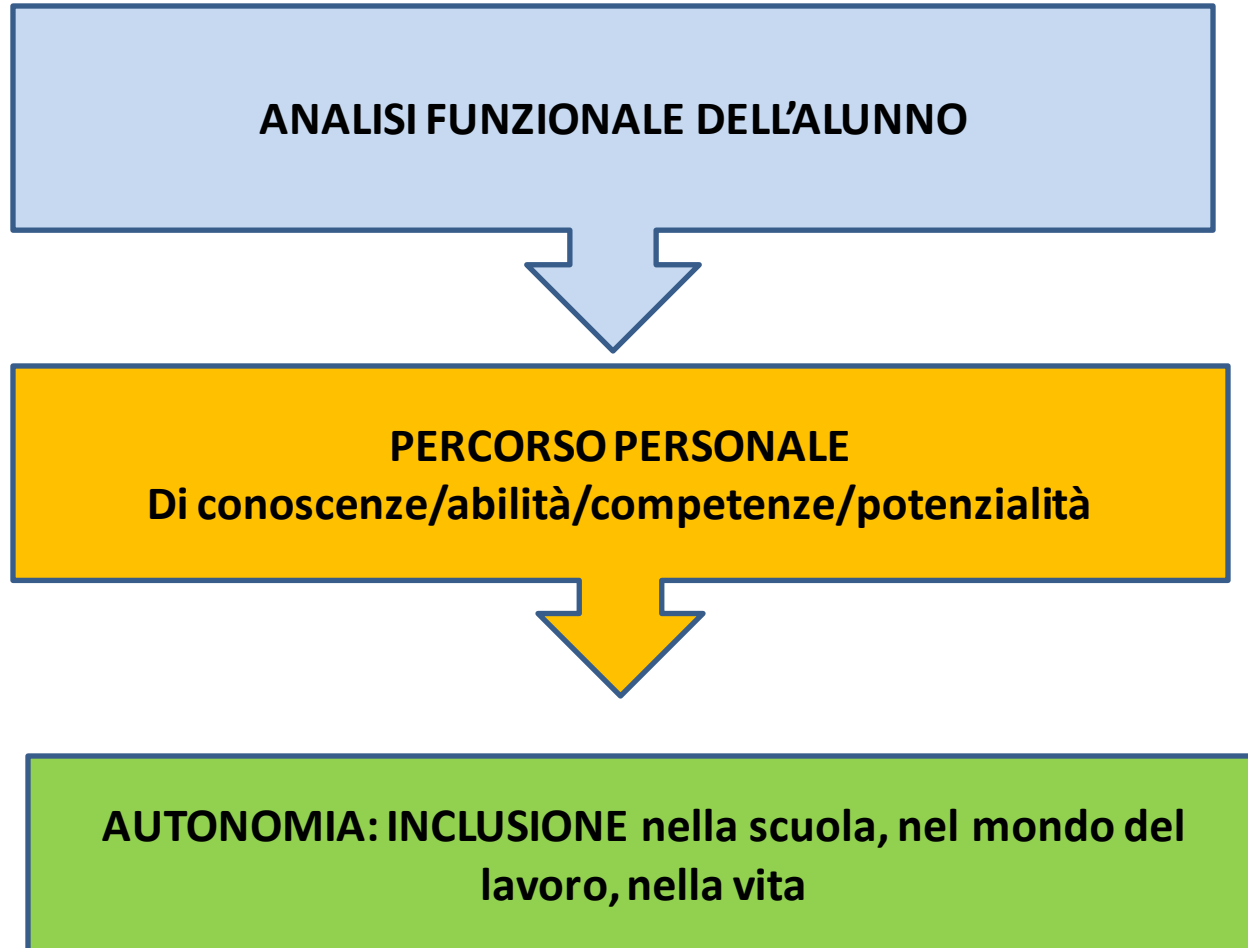 ANALISI FUNZIONALE DELL'ALUNNO
PERCORSO PERSONALE
Di conoscenze/abilità/competenze/potenzialità
AUTONOMIA: INCLUSIONE nella scuola, nel mondo del
lavoro, nella vita